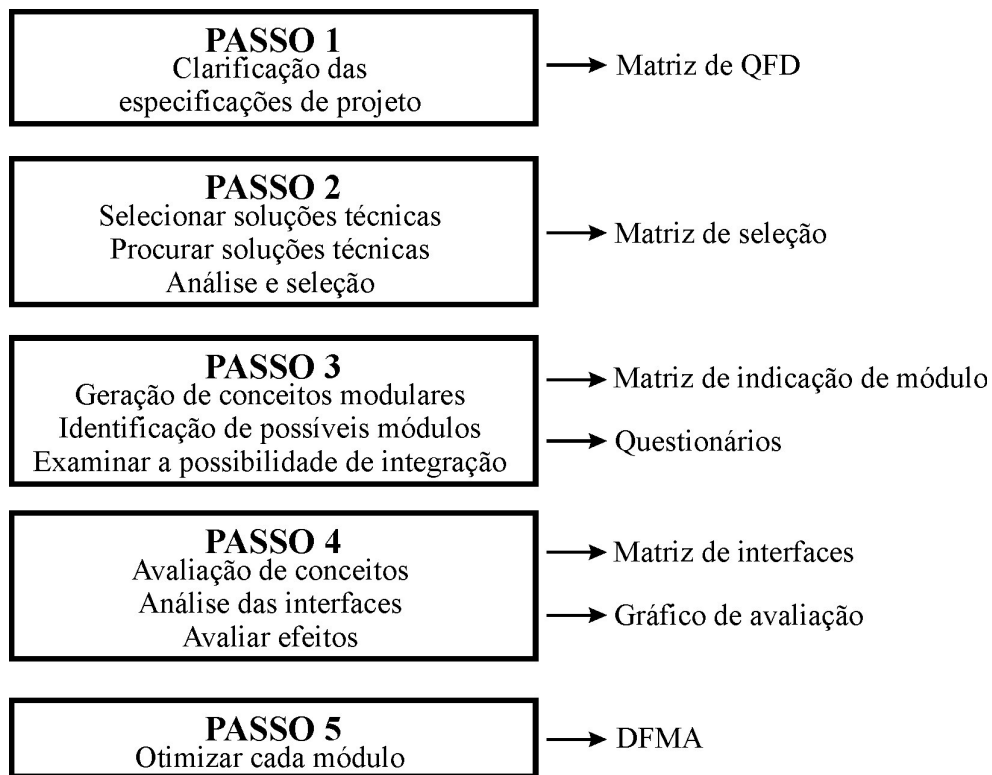 PASSO 1
Clarificação das
especificações de projeto
Matriz de QFD
PASSO 2
Selecionar soluções técnicas
Procurar soluções técnicas
Análise e seleção
Matriz de seleção
PASSO 3
Geração de conceitos modulares
Identificação de possíveis módulos
Examinar a possibilidade de integração
Matriz de indicação de módulo
Questionários
PASSO 4
Avaliação de conceitos
Análise das interfaces
Avaliar efeitos
Matriz de interfaces
Gráfico de avaliação
PASSO 5
Otimizar cada módulo
DFMA